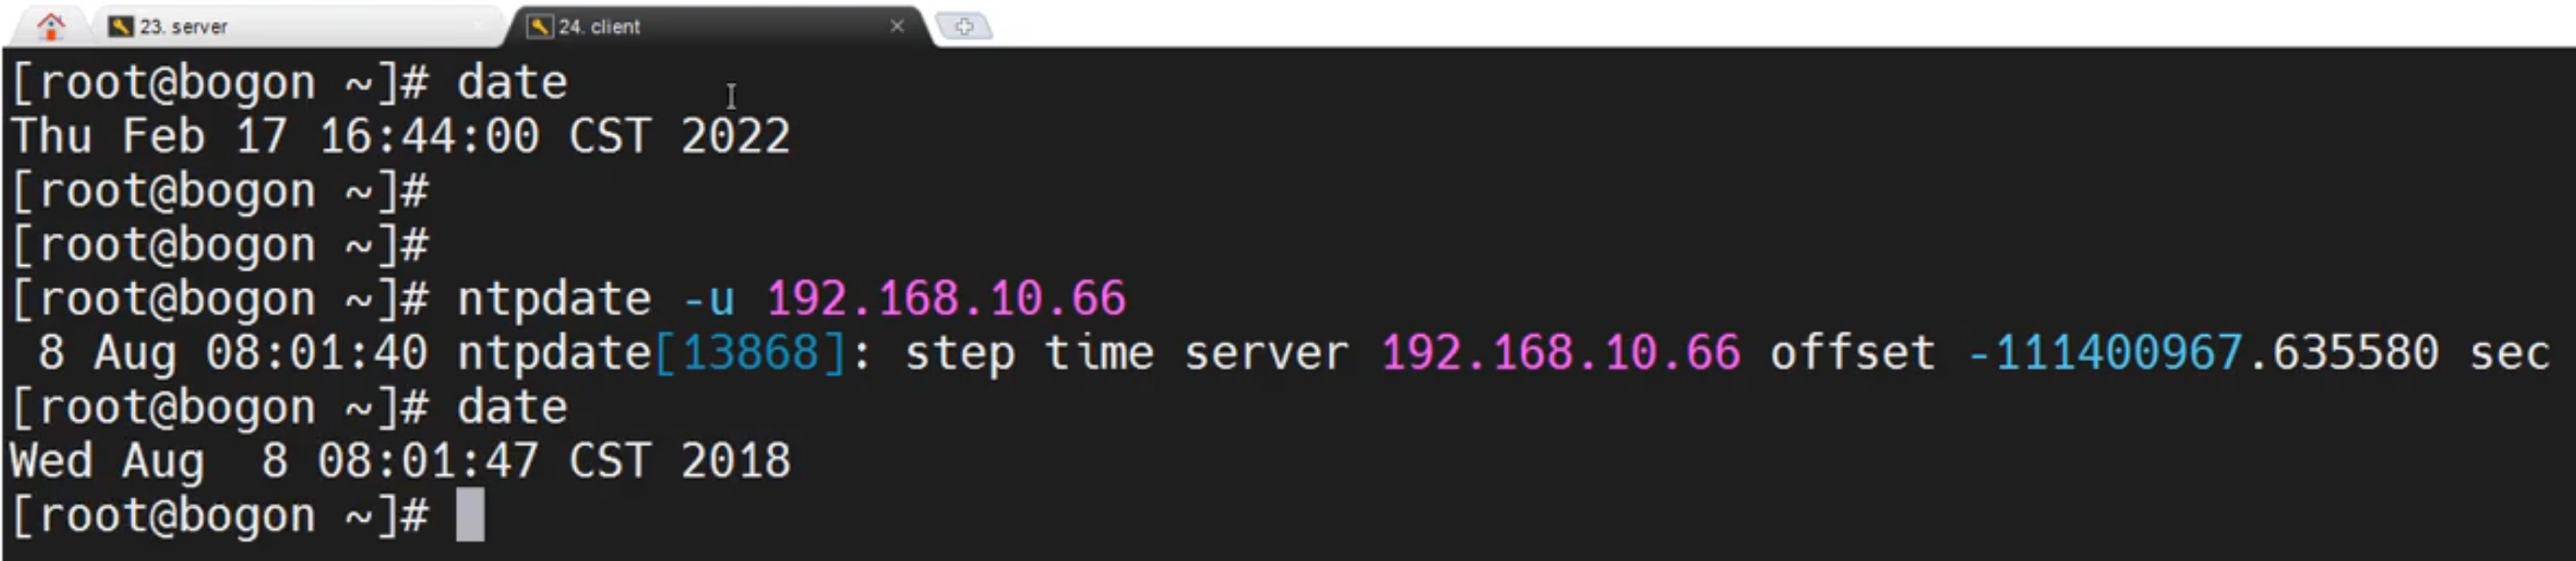 23. server
24. client
[root@bogon ~]# date
Thu Feb 17 16:44:00 CST 2022
[root@bogon ~]#
[root@bogon ~]#
[root@bogon ~]# ntpdate -u 192.168.10.66
 8 Aug 08:01:40 ntpdate[13868]: step time server 192.168.10.66 offset -111400967.635580 sec
[root@bogon ~]# date
Wed Aug  8 08:01:47 CST 2018
[root@bogon ~]#